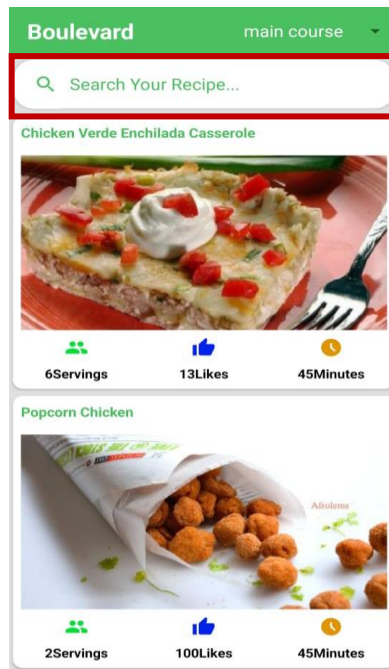 Boulevard main course
Search Your Recipe...
Chicken Verde Enchilada Casserole
6Servings 13Likes 45Minutes
Popcorn Chicken
Afrolems
2Servings 100Likes 45Minutes